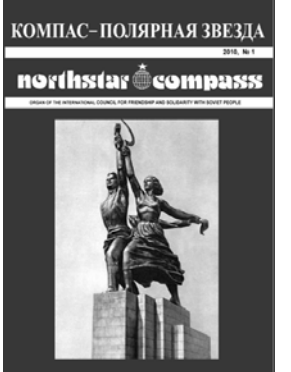 КОМПАС–ПОЛЯРНАЯ ЗВЕЗДА
2010, № 1
northstar compass
ORGAN OF THE INTERNATIONAL COUNCIL FOR FRIENDSHIP AND SOLIDARITY WITH SOVIET PEOPLE